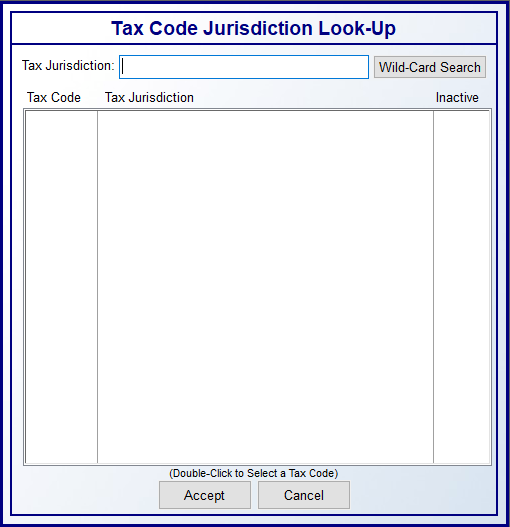 Tax Code Jurisdiction Look-Up
Tax Jurisdiction: Wild-Card Search
Tax Code Tax Jurisdiction Inactive
(Double-Click to Select a Tax Code)
Accept Cancel